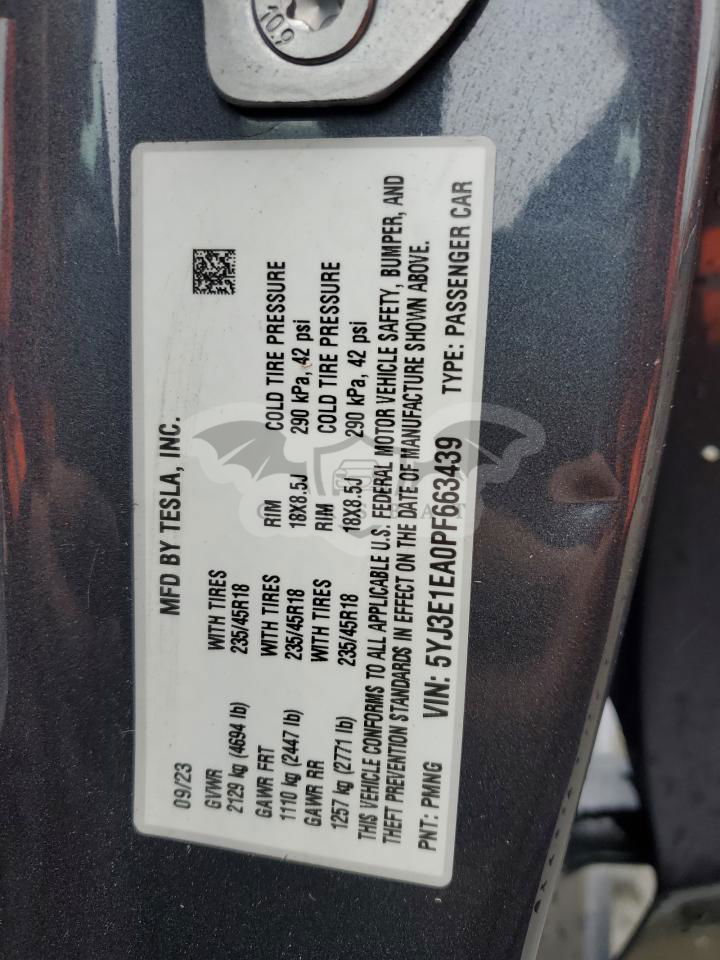 10.9
MFD BY TESLA, INC.
09/23
GVWR WITH TIRES RIM COLD TIRE PRESSURE
2129 kg (4694 lb) 235/45R18 18X8.5J 290 kPa, 42 psi
GAWR FRT WITH TIRES RIM COLD TIRE PRESSURE
1110 kg (2447 lb) 235/45R18 18X8.5J 290 kPa, 42 psi
GAWR RR WITH TIRES
1257 kg (2771 lb) 235/45R18
THIS VEHICLE CONFORMS TO ALL APPLICABLE U.S. FEDERAL MOTOR VEHICLE SAFETY, BUMPER, AND
THEFT PREVENTION STANDARDS IN EFFECT ON THE DATE OF MANUFACTURE SHOWN ABOVE.
PNT: PMNG VIN: 5YJ3E1EA0PF663439 TYPE: PASSENGER CAR